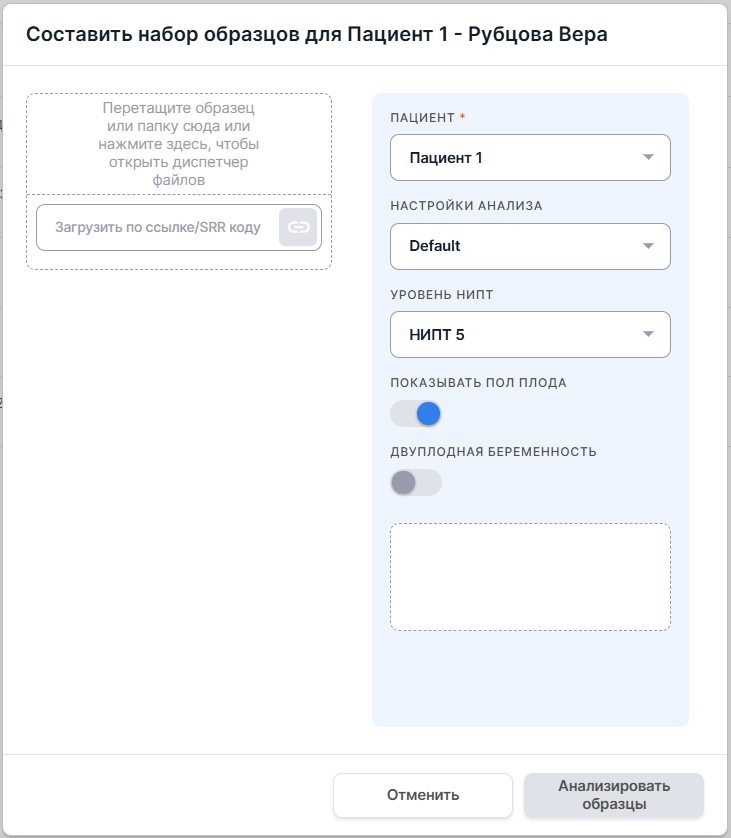 Составить набор образцов для Пациент 1 - Рубцова Вера
Перетащите образец
или папку сюда или
нажмите здесь, чтобы
открыть диспетчер
файлов
Загрузить по ссылке/SRR коду
ПАЦИЕНТ *
Пациент 1
НАСТРОЙКИ АНАЛИЗА
Default
УРОВЕНЬ НИПТ
НИПТ 5
ПОКАЗЫВАТЬ ПОЛ ПЛОДА
ДВУПЛОДНАЯ БЕРЕМЕННОСТЬ
Отменить
Анализировать
образцы